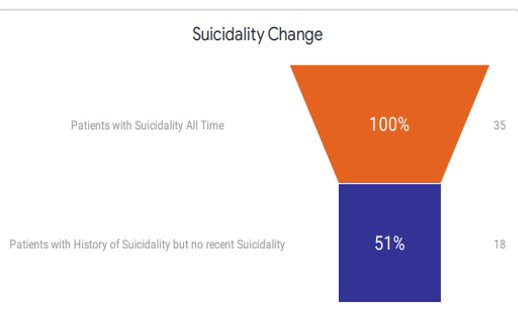 Suicidality Change
Patients with Suicidality All Time 100% 35
Patients with History of Suicidality but no recent Suicidality 51% 18